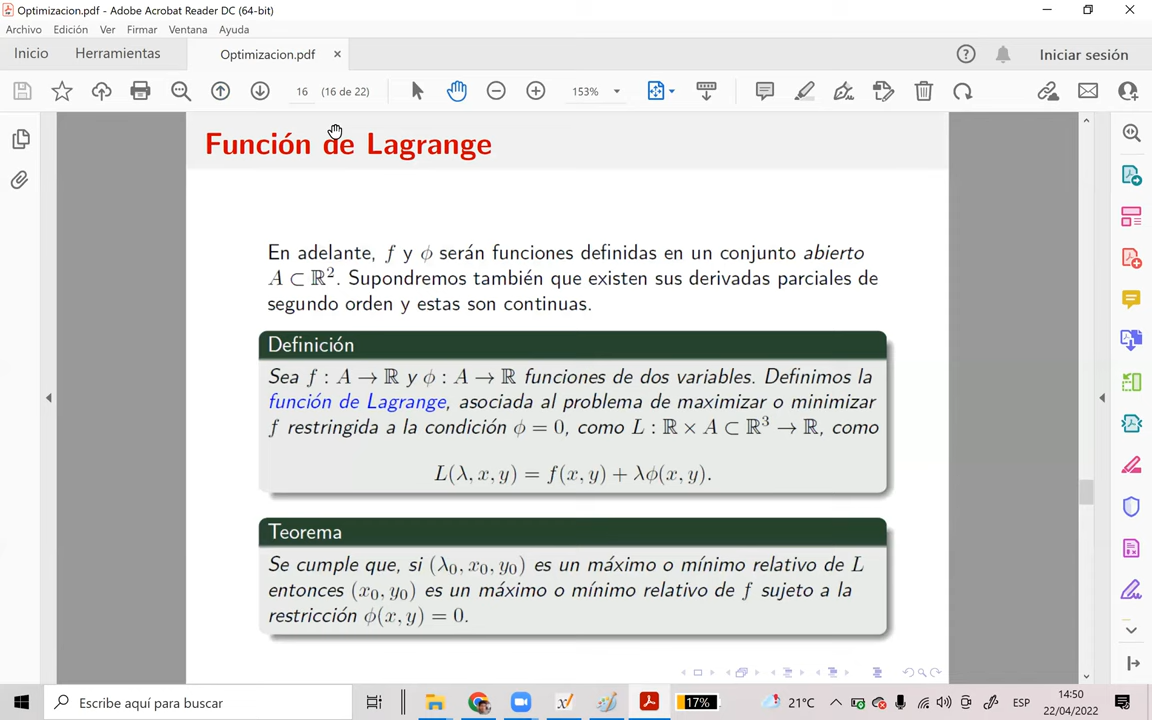 Optimizacion.pdf - Adobe Acrobat Reader DC (64-bit)
Archivo Edición Ver Firmar Ventana Ayuda
Inicio Herramientas Optimizacion.pdf × Iniciar sesión
16 (16 de 22) 153%
Función de Lagrange
En adelante, f y ϕ serán funciones definidas en un conjunto abierto
A ⊂ ℝ². Supondremos también que existen sus derivadas parciales de
segundo orden y estas son continuas.
Definición
Sea f : A → ℝ y ϕ : A → ℝ funciones de dos variables. Definimos la
función de Lagrange, asociada al problema de maximizar o minimizar
f restringida a la condición ϕ = 0, como L : ℝ × A ⊂ ℝ³ → ℝ, como
L(λ, x, y) = f(x, y) + λϕ(x, y).
Teorema
Se cumple que, si (λ₀, x₀, y₀) es un máximo o mínimo relativo de L
entonces (x₀, y₀) es un máximo o mínimo relativo de f sujeto a la
restricción ϕ(x, y) = 0.
Escribe aquí para buscar
17%
21°C
ESP
14:50
22/04/2022